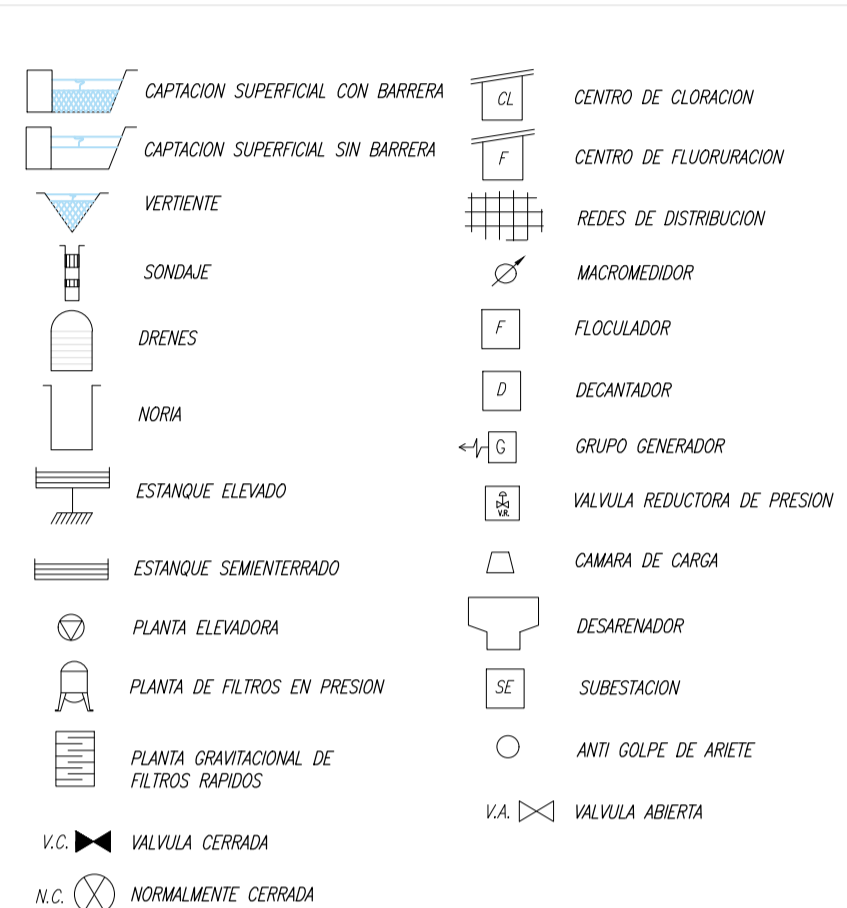 CAPTACION SUPERFICIAL CON BARRERA
CAPTACION SUPERFICIAL SIN BARRERA
VERTIENTE
SONDAJE
DRENES
NORIA
ESTANQUE ELEVADO
ESTANQUE SEMIENTERRADO
PLANTA ELEVADORA
PLANTA DE FILTROS EN PRESION
PLANTA GRAVITACIONAL DE
FILTROS RAPIDOS
V.C. VALVULA CERRADA
N.C. NORMALMENTE CERRADA
CL CENTRO DE CLORACION
F CENTRO DE FLUORURACION
REDES DE DISTRIBUCION
MACROMEDIDOR
F FLOCULADOR
D DECANTADOR
G GRUPO GENERADOR
V.R. VALVULA REDUCTORA DE PRESION
CAMARA DE CARGA
DESARENADOR
SE SUBESTACION
ANTI GOLPE DE ARIETE
V.A. VALVULA ABIERTA